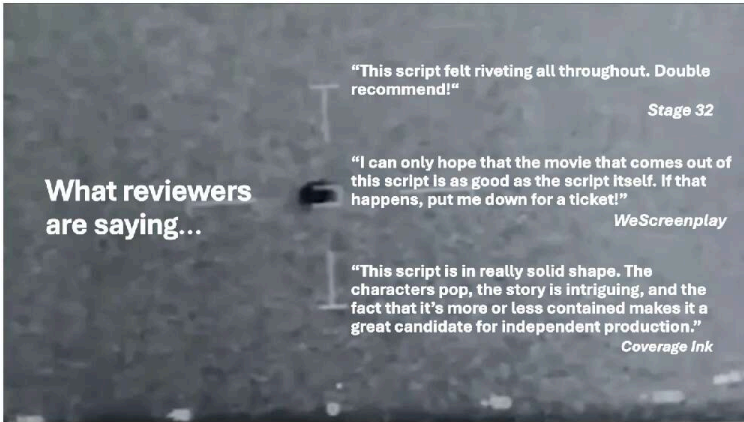 What reviewers
are saying...
“This script felt riveting all throughout. Double
recommend!“
Stage 32
“I can only hope that the movie that comes out of
this script is as good as the script itself. If that
happens, put me down for a ticket!”
WeScreenplay
“This script is in really solid shape. The
characters pop, the story is intriguing, and the
fact that it’s more or less contained makes it a
great candidate for independent production.”
Coverage Ink